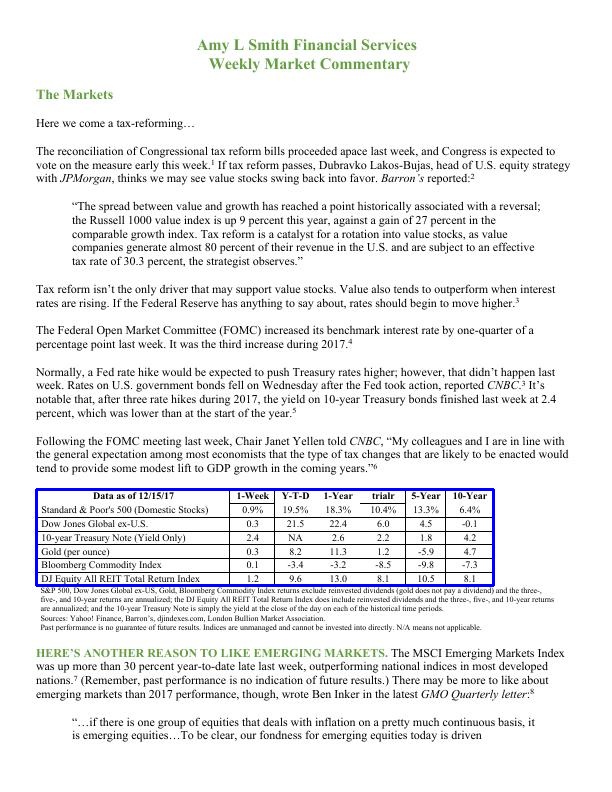 Amy L Smith Financial Services
Weekly Market Commentary
The Markets
Here we come a tax-reforming…
The reconciliation of Congressional tax reform bills proceeded apace last week, and Congress is expected to
vote on the measure early this week.1 If tax reform passes, Dubravko Lakos-Bujas, head of U.S. equity strategy
with JPMorgan, thinks we may see value stocks swing back into favor. Barron’s reported:2
“The spread between value and growth has reached a point historically associated with a reversal;
the Russell 1000 value index is up 9 percent this year, against a gain of 27 percent in the
comparable growth index. Tax reform is a catalyst for a rotation into value stocks, as value
companies generate almost 80 percent of their revenue in the U.S. and are subject to an effective
tax rate of 30.3 percent, the strategist observes.”
Tax reform isn’t the only driver that may support value stocks. Value also tends to outperform when interest
rates are rising. If the Federal Reserve has anything to say about, rates should begin to move higher.3
The Federal Open Market Committee (FOMC) increased its benchmark interest rate by one-quarter of a
percentage point last week. It was the third increase during 2017.4
Normally, a Fed rate hike would be expected to push Treasury rates higher; however, that didn’t happen last
week. Rates on U.S. government bonds fell on Wednesday after the Fed took action, reported CNBC.3 It’s
notable that, after three rate hikes during 2017, the yield on 10-year Treasury bonds finished last week at 2.4
percent, which was lower than at the start of the year.5
Following the FOMC meeting last week, Chair Janet Yellen told CNBC, “My colleagues and I are in line with
the general expectation among most economists that the type of tax changes that are likely to be enacted would
tend to provide some modest lift to GDP growth in the coming years.”6
Data as of 12/15/17 1-Week Y-T-D 1-Year trialr 5-Year 10-Year
Standard & Poor's 500 (Domestic Stocks) 0.9% 19.5% 18.3% 10.4% 13.3% 6.4%
Dow Jones Global ex-U.S. 0.3 21.5 22.4 6.0 4.5 -0.1
10-year Treasury Note (Yield Only) 2.4 NA 2.6 2.2 1.8 4.2
Gold (per ounce) 0.3 8.2 11.3 1.2 -5.9 4.7
Bloomberg Commodity Index 0.1 -3.4 -3.2 -8.5 -9.8 -7.3
DJ Equity All REIT Total Return Index 1.2 9.6 13.0 8.1 10.5 8.1
S&P 500, Dow Jones Global ex-US, Gold, Bloomberg Commodity Index returns exclude reinvested dividends (gold does not pay a dividend) and the three-,
five-, and 10-year returns are annualized; the DJ Equity All REIT Total Return Index does include reinvested dividends and the three-, five-, and 10-year returns
are annualized; and the 10-year Treasury Note is simply the yield at the close of the day on each of the historical time periods.
Sources: Yahoo! Finance, Barron’s, djindexes.com, London Bullion Market Association.
Past performance is no guarantee of future results. Indices are unmanaged and cannot be invested into directly. N/A means not applicable.
HERE’S ANOTHER REASON TO LIKE EMERGING MARKETS. The MSCI Emerging Markets Index
was up more than 30 percent year-to-date late last week, outperforming national indices in most developed
nations.7 (Remember, past performance is no indication of future results.) There may be more to like about
emerging markets than 2017 performance, though, wrote Ben Inker in the latest GMO Quarterly letter:8
“…if there is one group of equities that deals with inflation on a pretty much continuous basis, it
is emerging equities…To be clear, our fondness for emerging equities today is driven